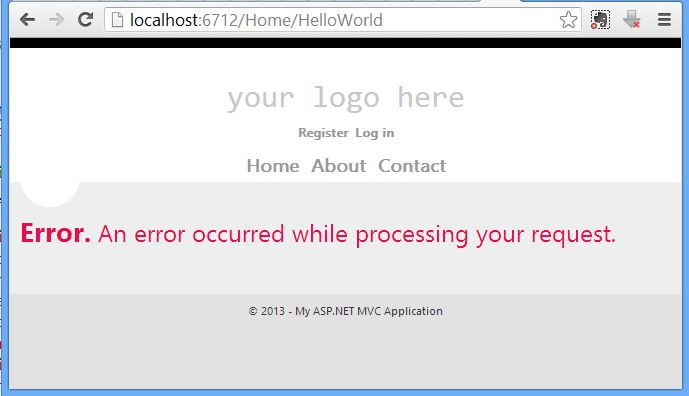 localhost:6712/Home/HelloWorld
your logo here
Register Log in
Home About Contact
Error. An error occurred while processing your request.
© 2013 - My ASP.NET MVC Application